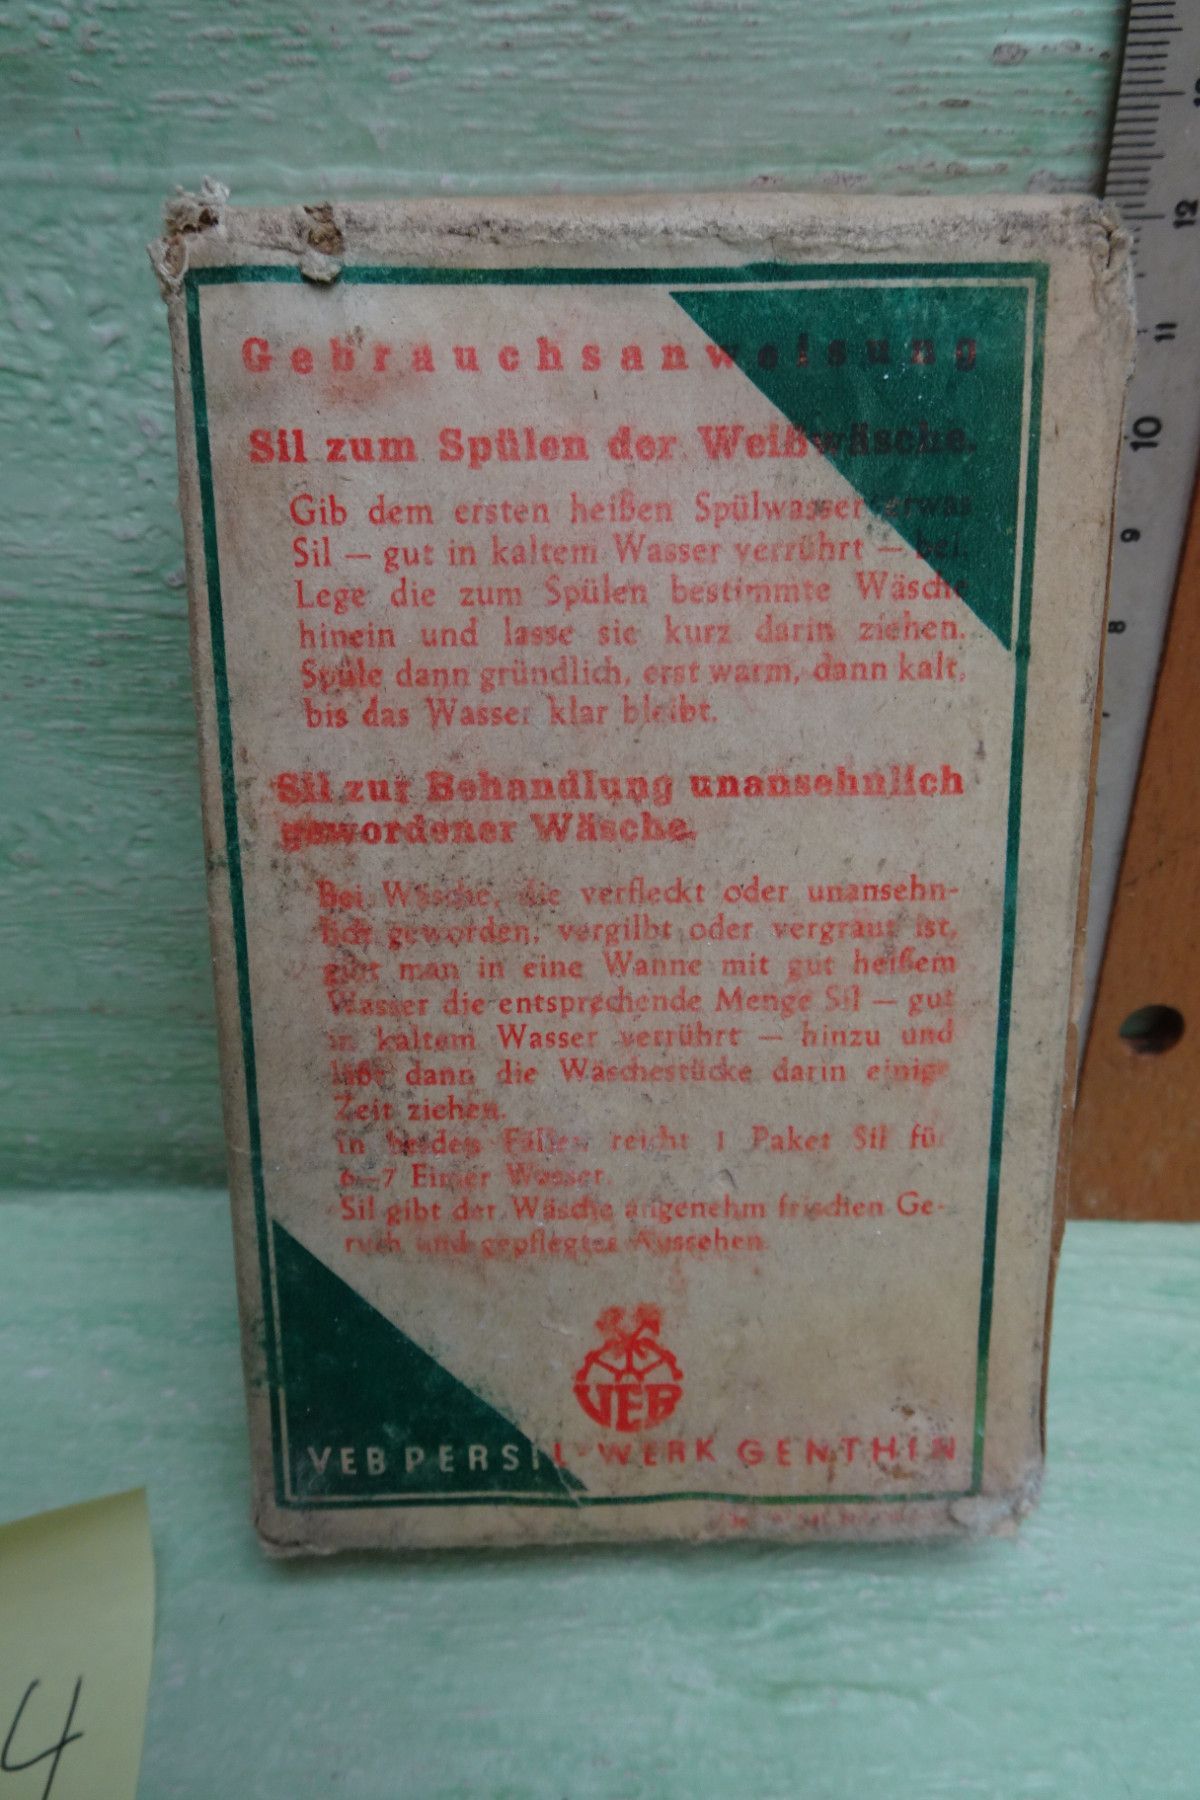 Gebrauchsanweisung
Sil zum Spülen der Weißwäsche.
Gib dem ersten heißen Spülwasser etwas
Sil — gut in kaltem Wasser verrührt — bei.
Lege die zum Spülen bestimmte Wäsche
hinein und lasse sie kurz darin ziehen.
Spüle dann gründlich, erst warm, dann kalt,
bis das Wasser klar bleibt.
Sil zur Behandlung unansehnlich
gewordener Wäsche.
Bei Wäsche, die verfleckt oder unansehn-
lich geworden, vergilbt oder vergraut ist,
gibt man in eine Wanne mit gut heißem
Wasser die entsprechende Menge Sil — gut
in kaltem Wasser verrührt — hinzu und
läßt dann die Wäschestücke darin einige
Zeit ziehen.
In beiden Fällen reicht 1 Paket Sil für
6—7 Eimer Wasser.
Sil gibt der Wäsche angenehm frischen Ge-
ruch und gepflegtes Aussehen.
VEB
VEB PERSIL-WERK GENTHIN
12
11
10
9
8
4